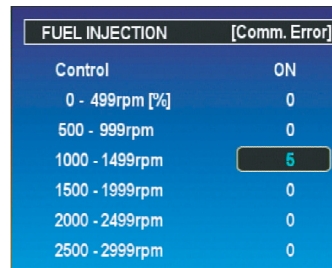 FUEL INJECTION [Comm. Error]
Control ON
0 - 499rpm [%] 0
500 - 999rpm 0
1000 - 1499rpm 5
1500 - 1999rpm 0
2000 - 2499rpm 0
2500 - 2999rpm 0